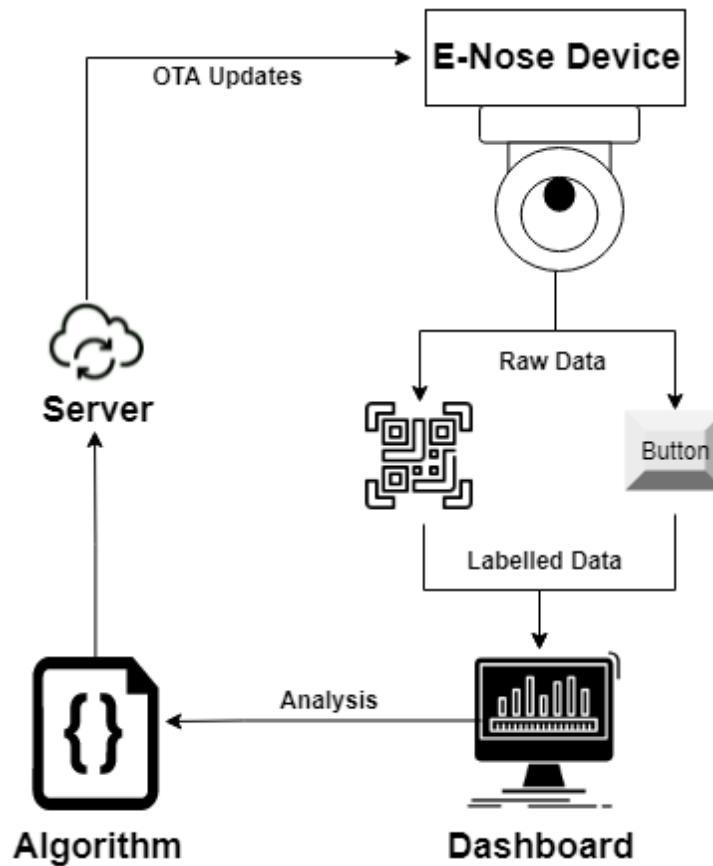 E-Nose Device
OTA Updates
Raw Data
Server
Button
Labelled Data
Analysis
Algorithm
Dashboard